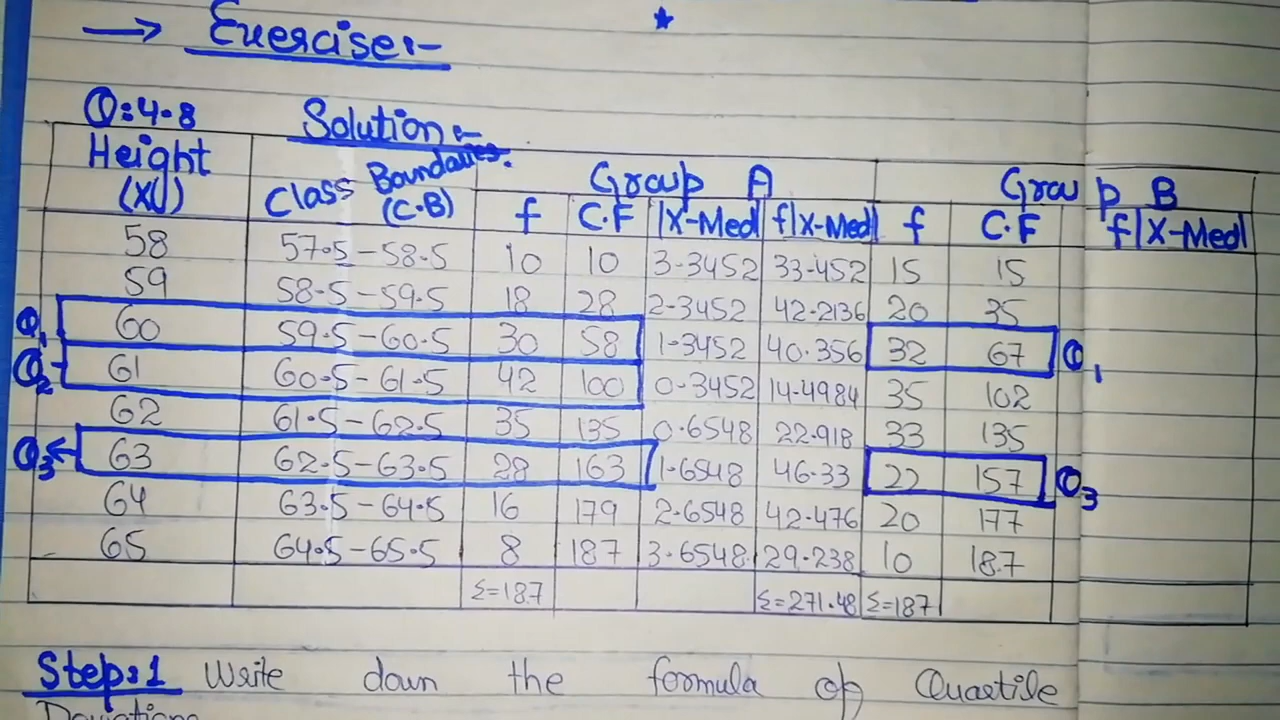 → Exercise:-
Q:4.8 Solution:-
Height (Xi) Class Boundaries. (C.B) Group A Group B
f C.F |X-Med| f|X-Med| f C.F f|X-Med|
58 57.5-58.5 10 10 3.3452 33.452 15 15
59 58.5-59.5 18 28 2.3452 42.2136 20 35
Q1 60 59.5-60.5 30 58 1.3452 40.356 32 67 Q1
Q2 61 60.5-61.5 42 100 0.3452 14.4984 35 102
62 61.5-62.5 35 135 0.6548 22.918 33 135
Q3 63 62.5-63.5 28 163 1.6548 46.33 22 157 Q3
64 63.5-64.5 16 179 2.6548 42.476 20 177
65 64.5-65.5 8 187 3.6548 29.238 10 187
Σ=187 Σ=271.48 Σ=187
Step:1 Write down the formula of Quartile
Deviation